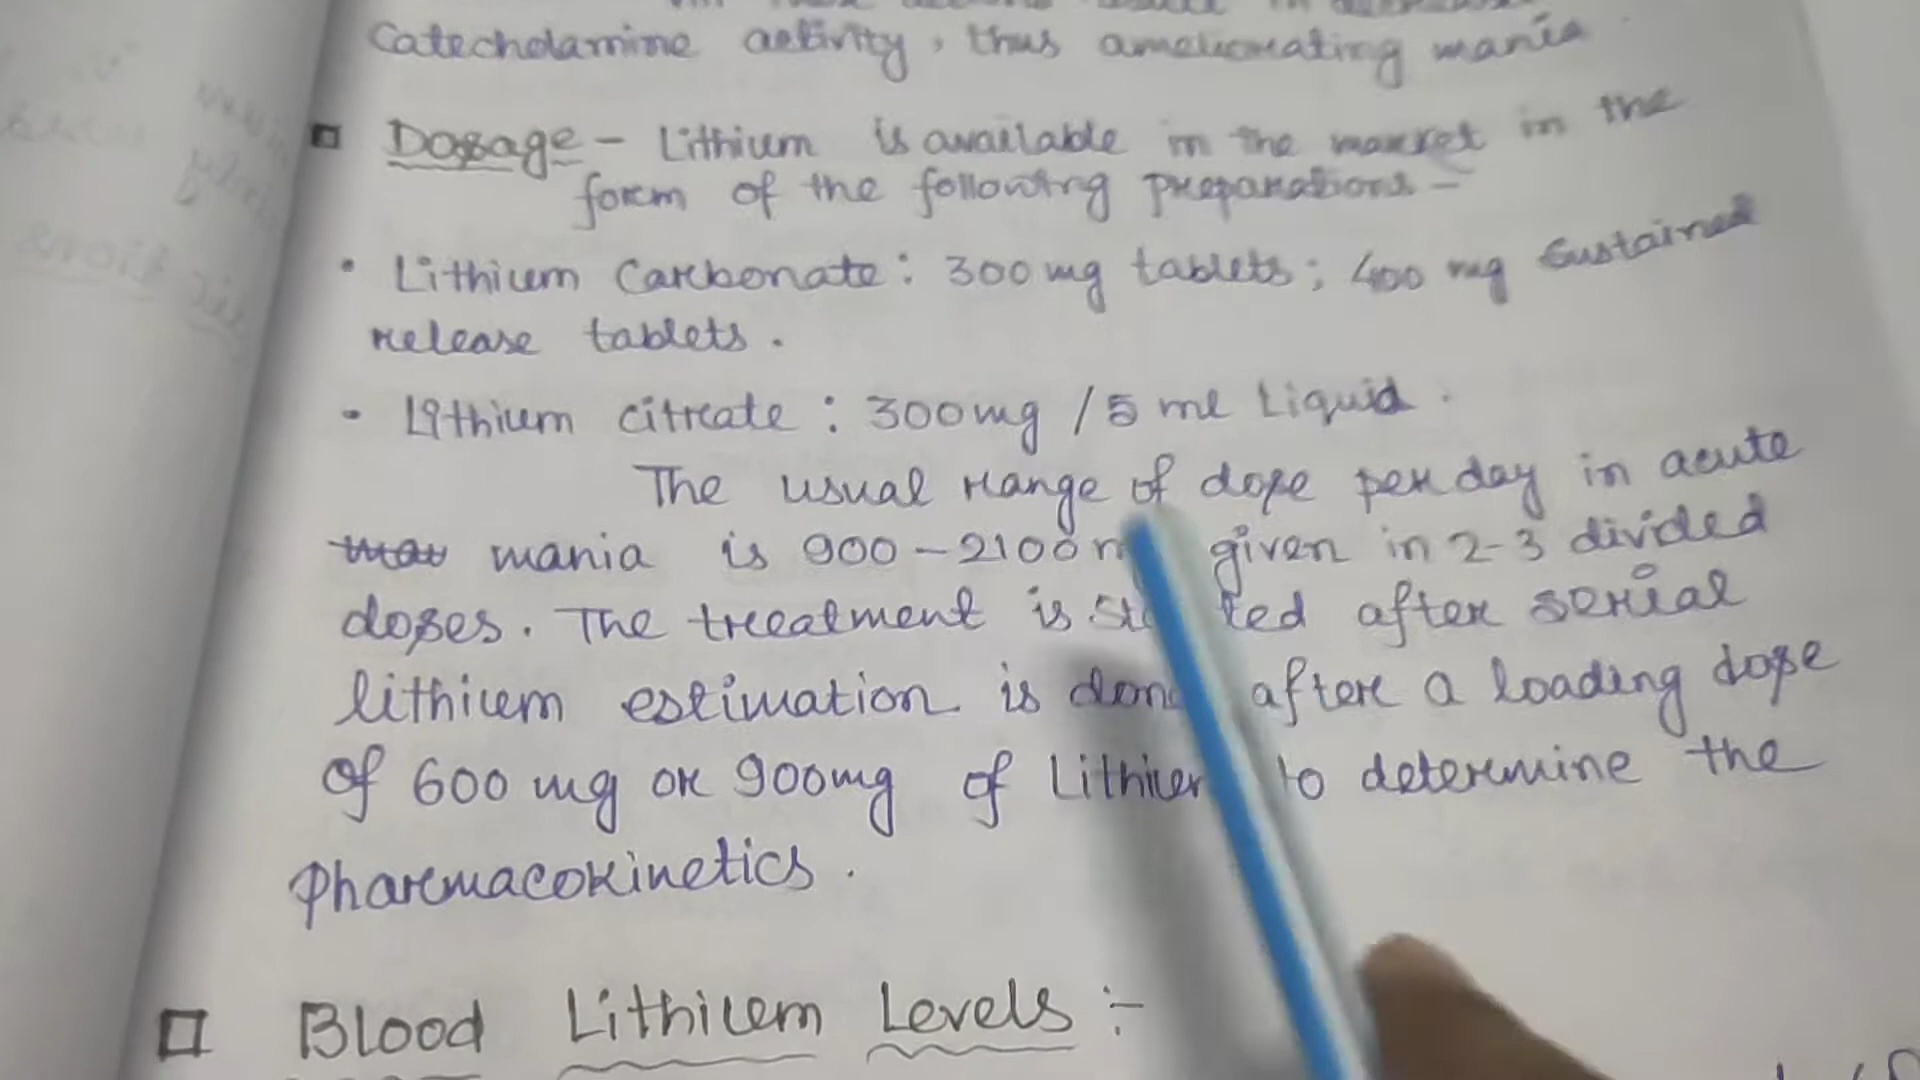 Catecholamine activity, thus ameliorating mania
Dosage - Lithium is available in the market in the
form of the following preparations -
• Lithium Carbonate: 300 mg tablets; 400 mg Sustained
release tablets.
• Lithium citrate: 300mg / 5 ml Liquid.
The usual range of dose per day in acute
mania is 900-2100 given in 2-3 divided
doses. The treatment is after serial
lithium estimation is done after a loading dose
of 600 mg or 900mg of Lithium to determine the
pharmacokinetics.
Blood Lithium Levels :-